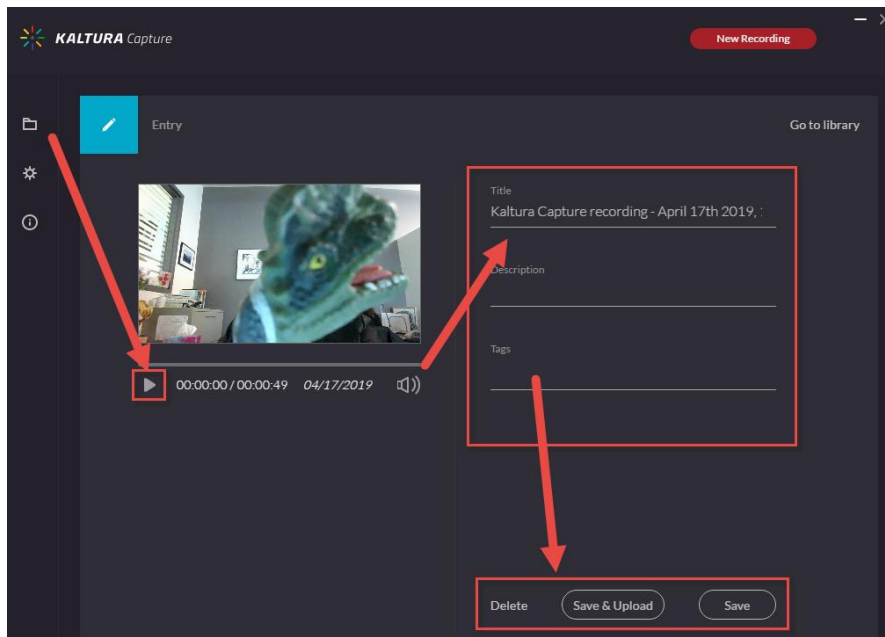 KALTURA Capture
New Recording
Entry
Go to library
Title
Kaltura Capture recording - April 17th 2019,
Description
Tags
00:00:00 / 00:00:49 04/17/2019
Delete
Save & Upload
Save